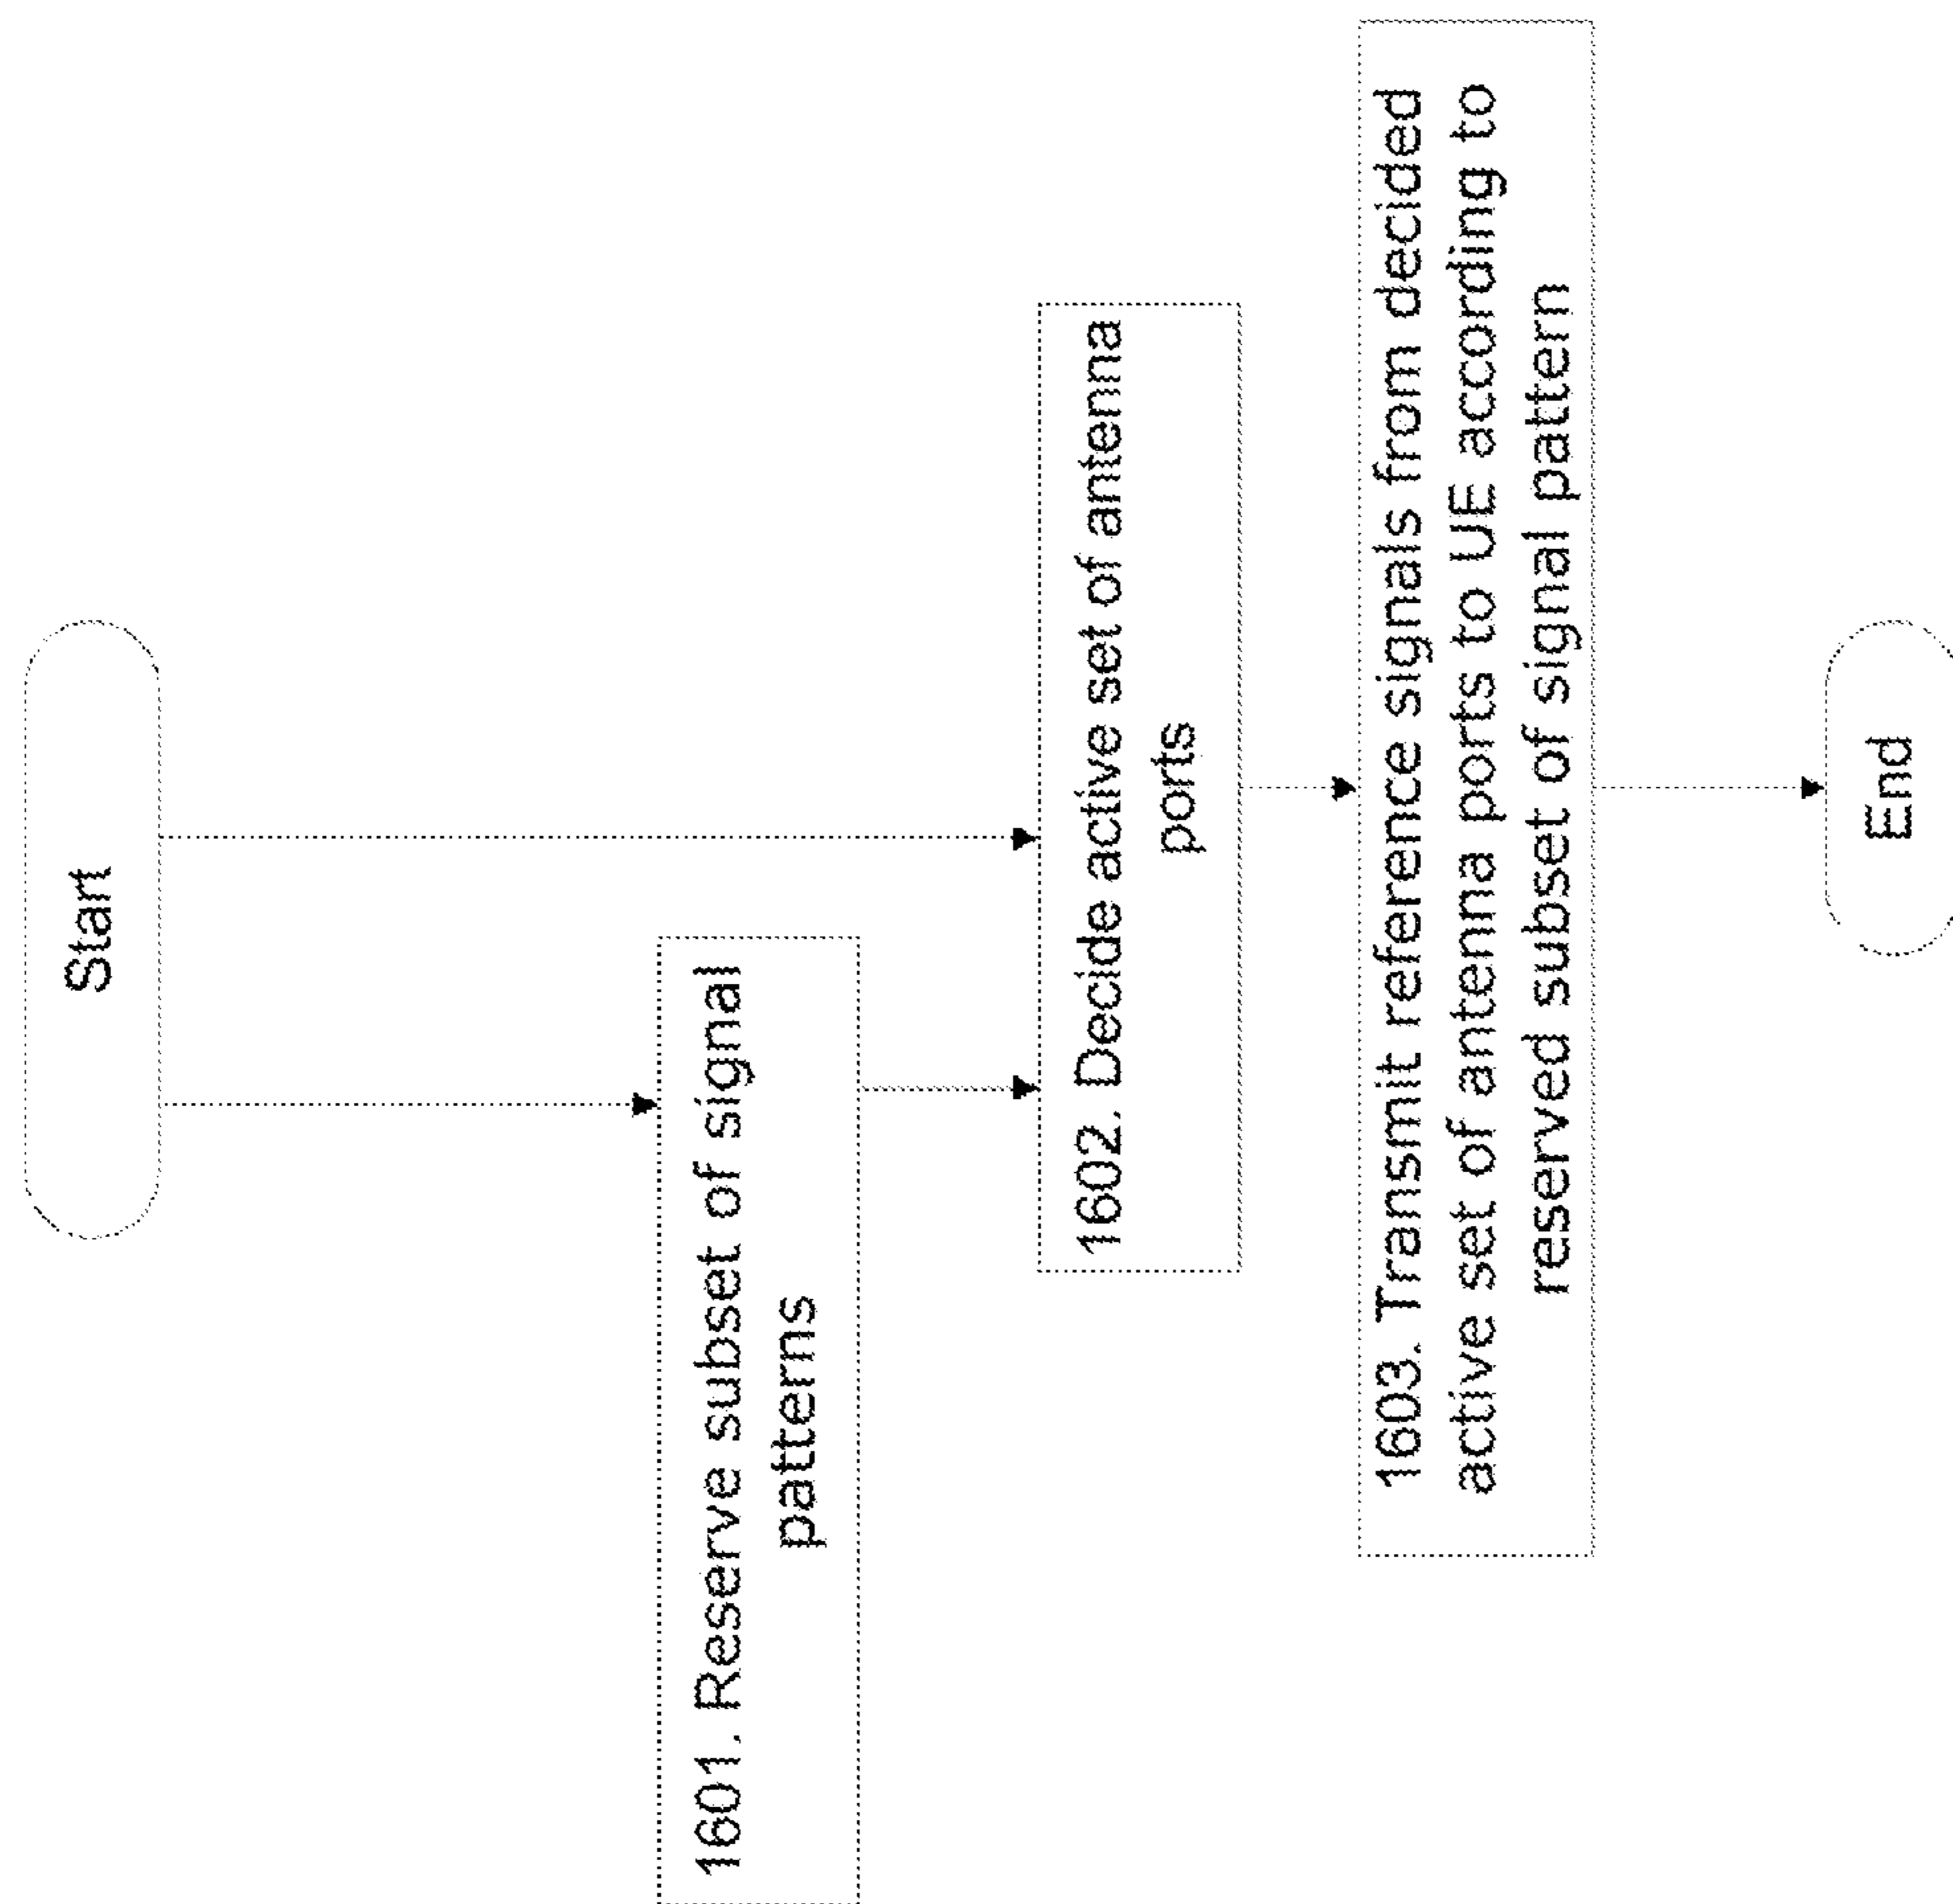 Start
1601. Reserve subset of signal
patterns
1602. Decide active set of antenna
ports
1603. Transmit reference signals from decided
active set of antenna ports to UE according to
reserved subset of signal pattern
End